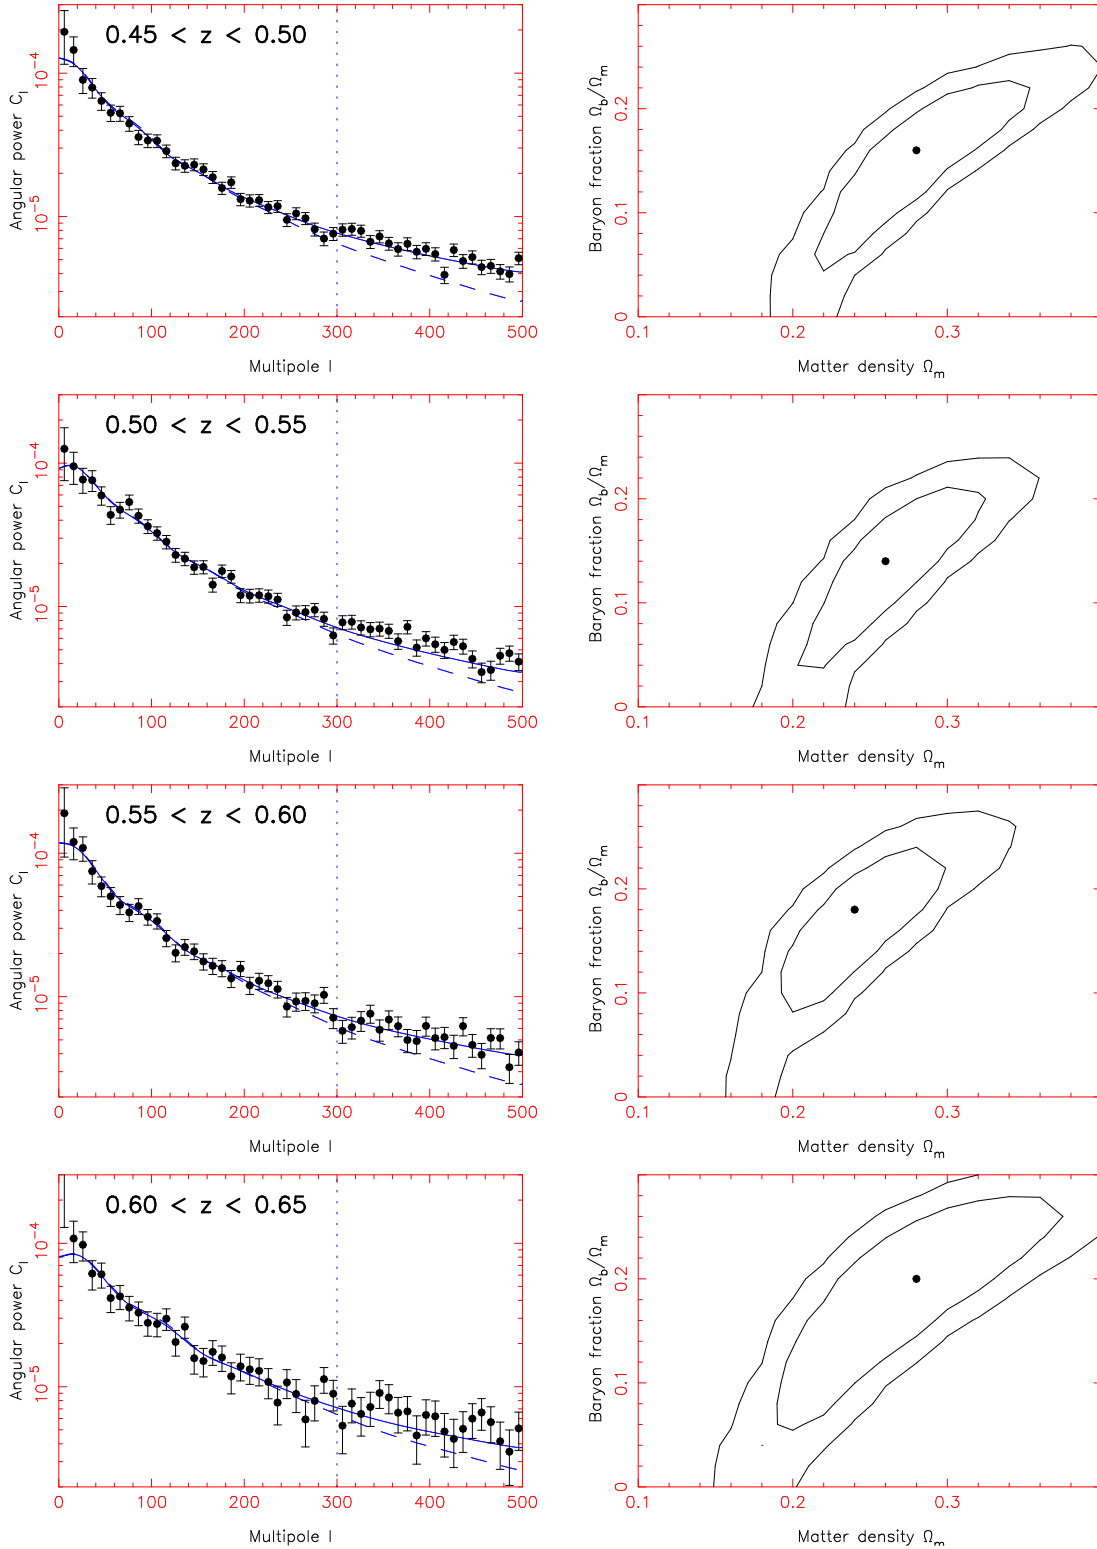 0.45 < z < 0.50
Angular power C_l
10⁻⁴
10⁻⁵
0 100 200 300 400 500
Multipole l
Baryon fraction Ω_b/Ω_m
0.2
0.1
0
0.1 0.2 0.3
Matter density Ω_m
0.50 < z < 0.55
Angular power C_l
10⁻⁴
10⁻⁵
0 100 200 300 400 500
Multipole l
Baryon fraction Ω_b/Ω_m
0.2
0.1
0
0.1 0.2 0.3
Matter density Ω_m
0.55 < z < 0.60
Angular power C_l
10⁻⁴
10⁻⁵
0 100 200 300 400 500
Multipole l
Baryon fraction Ω_b/Ω_m
0.2
0.1
0
0.1 0.2 0.3
Matter density Ω_m
0.60 < z < 0.65
Angular power C_l
10⁻⁴
10⁻⁵
0 100 200 300 400 500
Multipole l
Baryon fraction Ω_b/Ω_m
0.2
0.1
0
0.1 0.2 0.3
Matter density Ω_m